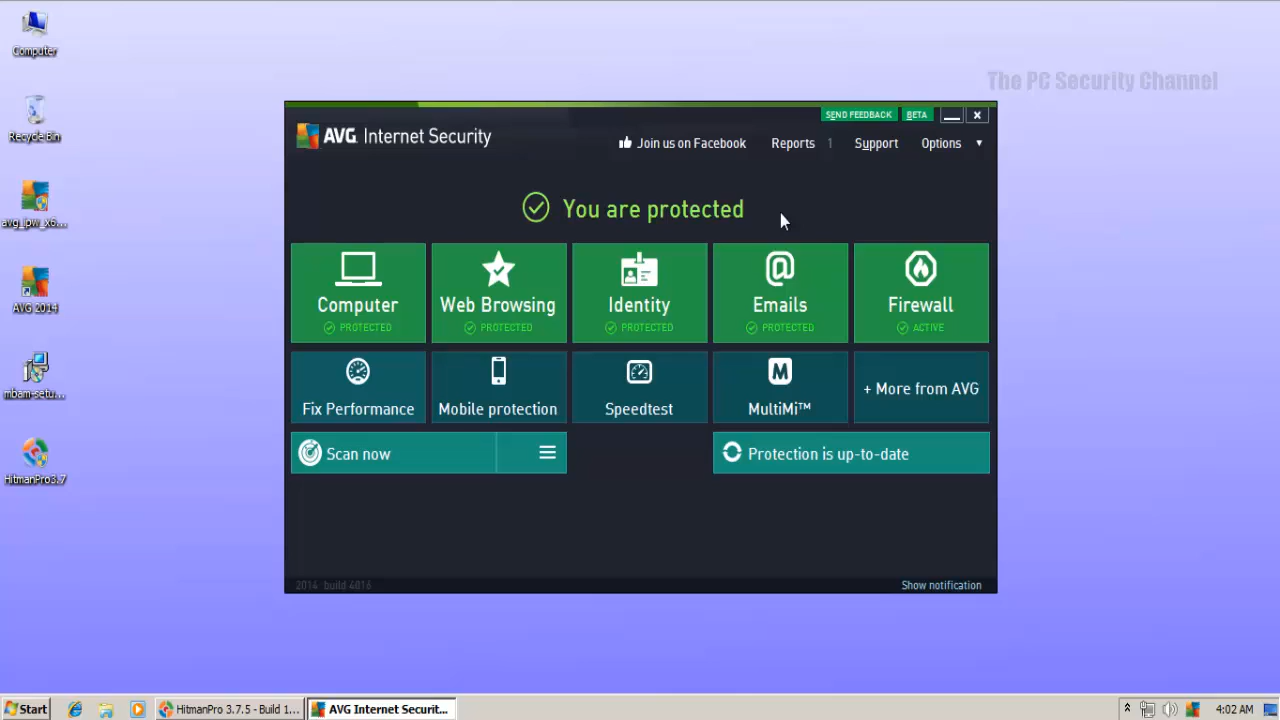 Computer
Recycle Bin
avg_ipw_x6...
AVG 2014
mbam-setu...
HitmanPro3.7
The PC Security Channel
SEND FEEDBACK BETA
AVG. Internet Security
Join us on Facebook Reports 1 Support Options
You are protected
Computer Web Browsing Identity Emails Firewall
PROTECTED PROTECTED PROTECTED PROTECTED ACTIVE
Fix Performance Mobile protection Speedtest MultiMi™ + More from AVG
Scan now Protection is up-to-date
2014 build 4016 Show notification
Start HitmanPro 3.7.5 - Build 1... AVG Internet Securit... 4:02 AM